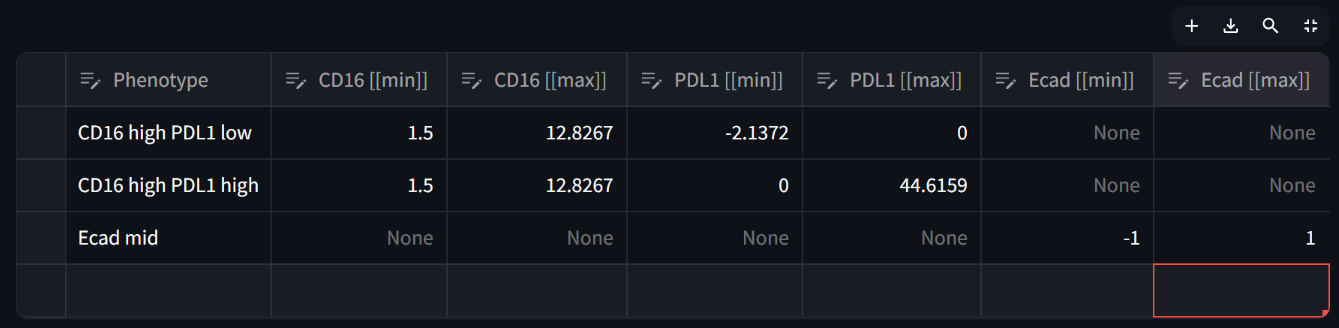 Phenotype CD16 [[min]] CD16 [[max]] PDL1 [[min]] PDL1 [[max]] Ecad [[min]] Ecad [[max]]
CD16 high PDL1 low 1.5 12.8267 -2.1372 0 None None
CD16 high PDL1 high 1.5 12.8267 0 44.6159 None None
Ecad mid None None None None -1 1